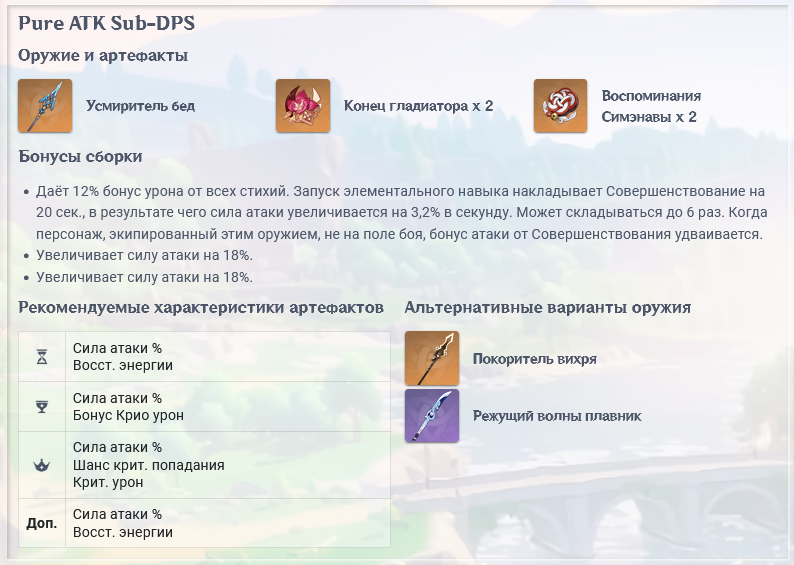 Pure ATK Sub-DPS
Оружие и артефакты
Усмиритель бед
Конец гладиатора x 2
Воспоминания
Симэнавы x 2
Бонусы сборки
• Даёт 12% бонус урона от всех стихий. Запуск элементального навыка накладывает Совершенствование на
20 сек., в результате чего сила атаки увеличивается на 3,2% в секунду. Может складываться до 6 раз. Когда
персонаж, экипированный этим оружием, не на поле боя, бонус атаки от Совершенствования удваивается.
• Увеличивает силу атаки на 18%.
• Увеличивает силу атаки на 18%.
Рекомендуемые характеристики артефактов
Сила атаки %
Восст. энергии
Сила атаки %
Бонус Крио урон
Сила атаки %
Шанс крит. попадания
Крит. урон
Доп.
Сила атаки %
Восст. энергии
Альтернативные варианты оружия
Покоритель вихря
Режущий волны плавник